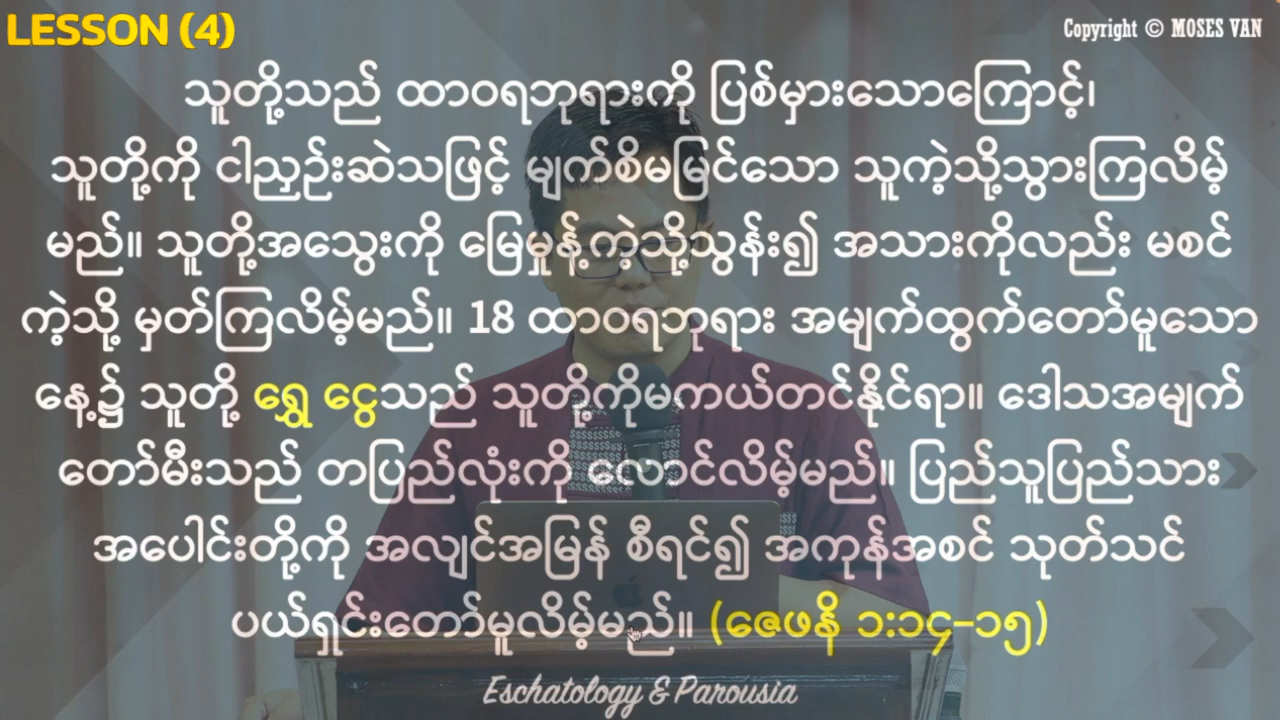 LESSON (4)
Copyright © MOSES VAN
သူတို့သည် ထာဝရဘုရားကို ပြစ်မှားသောကြောင့်၊
သူတို့ကို ငါညှဉ်းဆဲသဖြင့် မျက်စိမမြင်သော သူကဲ့သို့သွားကြလိမ့်
မည်။ သူတို့အသွေးကို မြေမှုန့်ကဲ့သို့သွန်း၍ အသားကိုလည်း မစင်
ကဲ့သို့ မှတ်ကြလိမ့်မည်။ 18 ထာဝရဘုရား အမျက်ထွက်တော်မူသော
နေ့၌ သူတို့ ရွှေ ငွေသည် သူတို့ကိုမကယ်တင်နိုင်ရာ။ ဒေါသအမျက်
တော်မီးသည် တပြည်လုံးကို လောင်လိမ့်မည်။ ပြည်သူပြည်သား
အပေါင်းတို့ကို အလျင်အမြန် စီရင်၍ အကုန်အစင် သုတ်သင်
ပယ်ရှင်းတော်မူလိမ့်မည်။ (ဇေဖနိ ၁:၁၄-၁၅)
Eschatology & Parousia